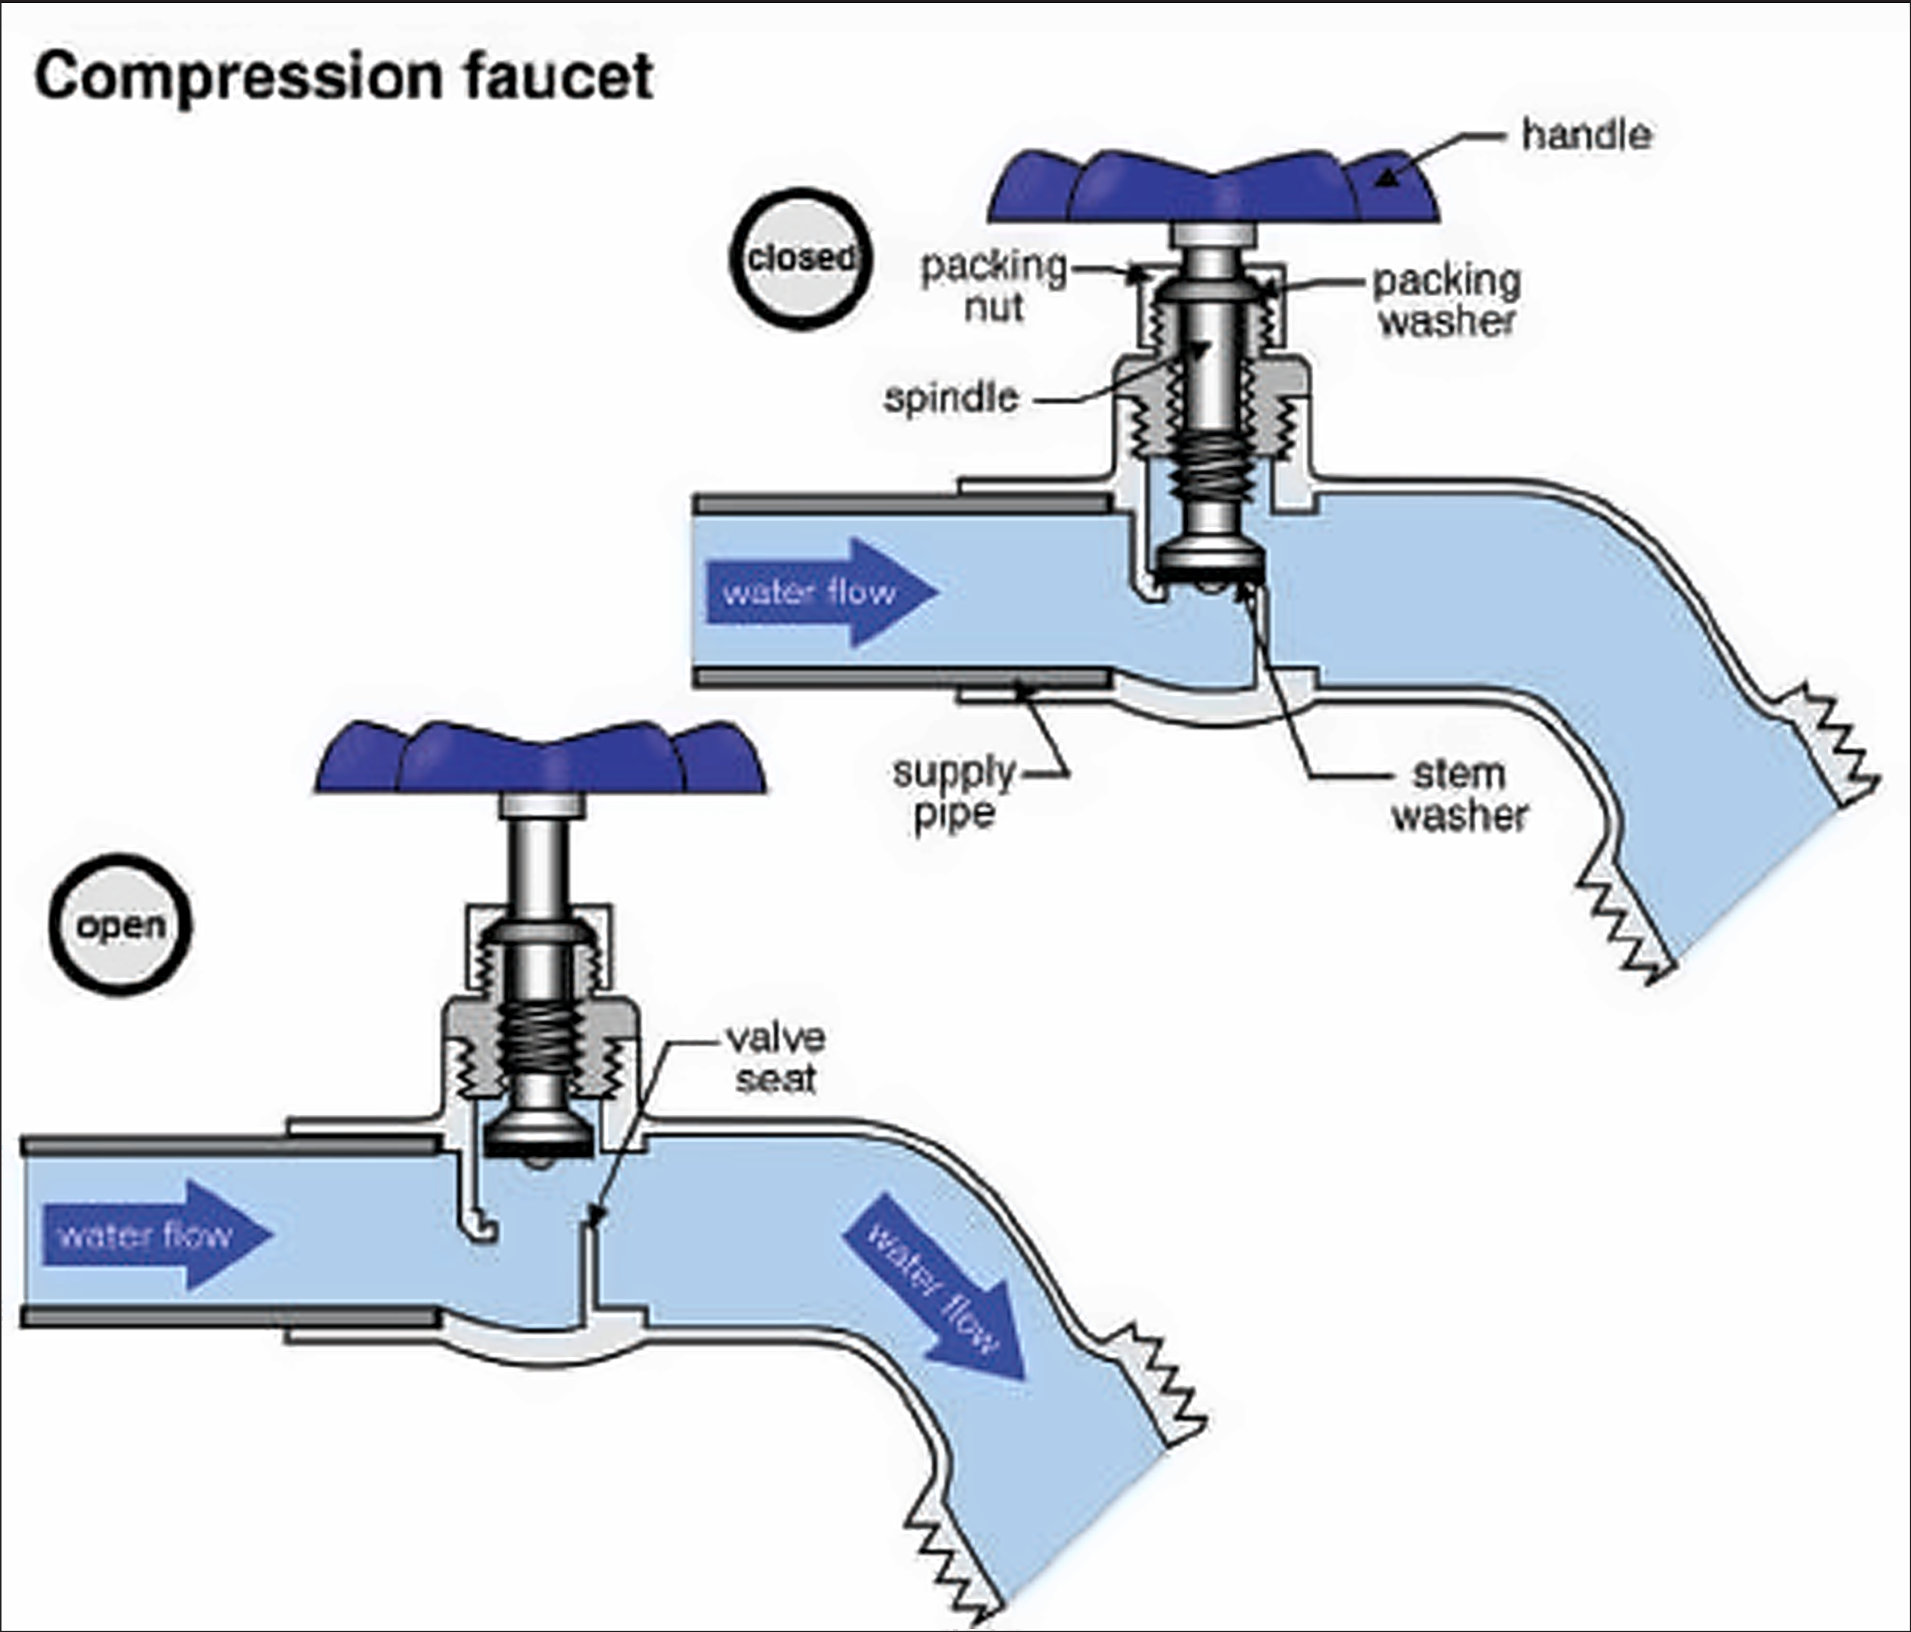 Compression faucet
handle
closed
packing
nut
packing
washer
spindle
water flow
supply
pipe
stem
washer
open
valve
seat
water flow
water flow